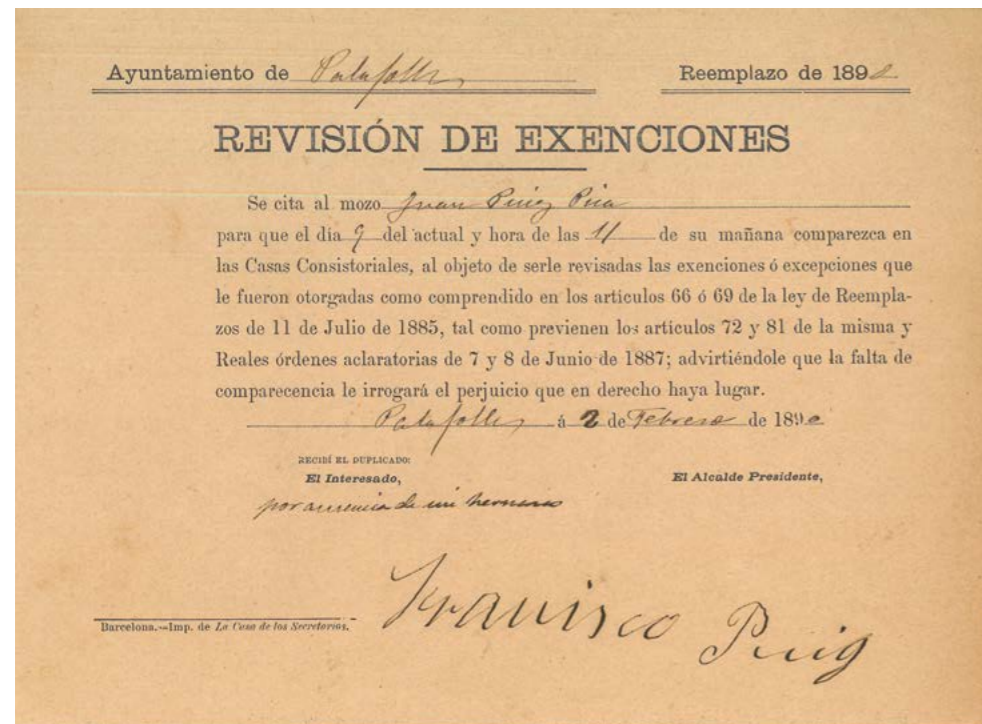 Ayuntamiento de Palafolls Reemplazo de 1890
REVISIÓN DE EXENCIONES
Se cita al mozo Juan Puig
para que el día 9 del actual y hora de las 11 de su mañana comparezca en
las Casas Consistoriales, al objeto de serle revisadas las exenciones ó excepciones que
le fueron otorgadas como comprendido en los artículos 66 ó 69 de la ley de Reempla-
zos de 11 de Julio de 1885, tal como previenen los artículos 72 y 81 de la misma y
Reales órdenes aclaratorias de 7 y 8 de Junio de 1887; advirtiéndole que la falta de
comparecencia le irrogará el perjuicio que en derecho haya lugar.
Palafolls á 2 de Febrero de 1890
RECIBÍ EL DUPLICADO:
El Interesado, El Alcalde Presidente,
por ausencia de mi hermano
Francisco Puig
Barcelona.—Imp. de La Casa de los Secretarios.